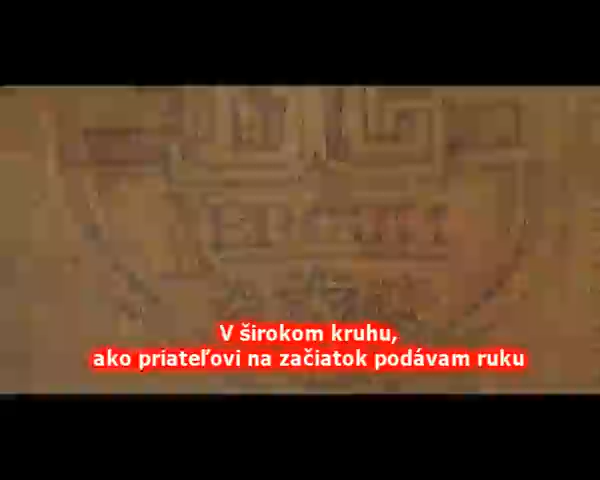 V širokom kruhu,
ako priateľovi na začiatok podávam ruku